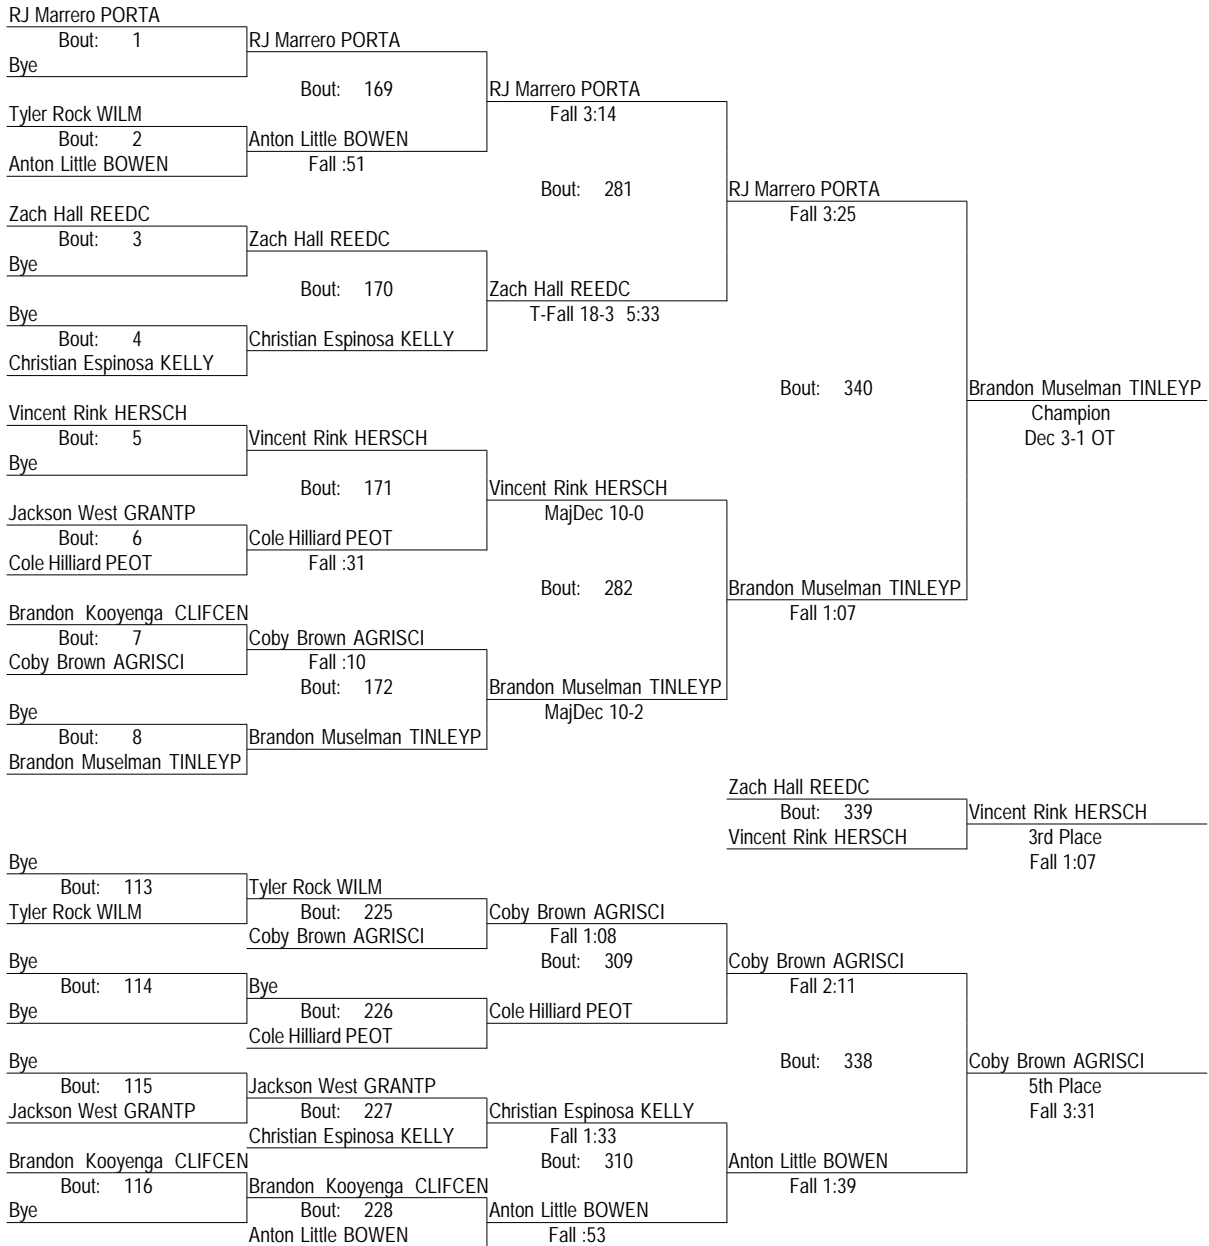 RJ Marrero PORTA
Bout: 1
RJ Marrero PORTA
Bye
Bout: 169
RJ Marrero PORTA
Fall 3:14
Tyler Rock WILM
Bout: 2
Anton Little BOWEN
Anton Little BOWEN
Fall :51
Bout: 281
RJ Marrero PORTA
Fall 3:25
Zach Hall REEDC
Bout: 3
Zach Hall REEDC
Bye
Bout: 170
Zach Hall REEDC
T-Fall 18-3 5:33
Bye
Bout: 4
Christian Espinosa KELLY
Christian Espinosa KELLY
Bout: 340
Brandon Muselman TINLEYP
Champion
Dec 3-1 OT
Vincent Rink HERSCH
Bout: 5
Vincent Rink HERSCH
Bye
Bout: 171
Vincent Rink HERSCH
MajDec 10-0
Jackson West GRANTP
Bout: 6
Cole Hilliard PEOT
Cole Hilliard PEOT
Fall :31
Bout: 282
Brandon Muselman TINLEYP
Fall 1:07
Brandon Kooyenga CLIFCEN
Bout: 7
Coby Brown AGRISCI
Coby Brown AGRISCI
Fall :10
Bout: 172
Brandon Muselman TINLEYP
MajDec 10-2
Bye
Bout: 8
Brandon Muselman TINLEYP
Brandon Muselman TINLEYP
Zach Hall REEDC
Bout: 339
Vincent Rink HERSCH
Vincent Rink HERSCH
3rd Place
Fall 1:07
Bye
Bout: 113
Tyler Rock WILM
Tyler Rock WILM
Bout: 225
Coby Brown AGRISCI
Coby Brown AGRISCI
Fall 1:08
Bye
Bout: 309
Coby Brown AGRISCI
Fall 2:11
Bout: 114
Bye
Bye
Bout: 226
Cole Hilliard PEOT
Cole Hilliard PEOT
Bye
Bout: 338
Coby Brown AGRISCI
5th Place
Fall 3:31
Bout: 115
Jackson West GRANTP
Jackson West GRANTP
Bout: 227
Christian Espinosa KELLY
Christian Espinosa KELLY
Fall 1:33
Brandon Kooyenga CLIFCEN
Bout: 310
Anton Little BOWEN
Fall 1:39
Bout: 116
Brandon Kooyenga CLIFCEN
Bye
Bout: 228
Anton Little BOWEN
Anton Little BOWEN
Fall :53